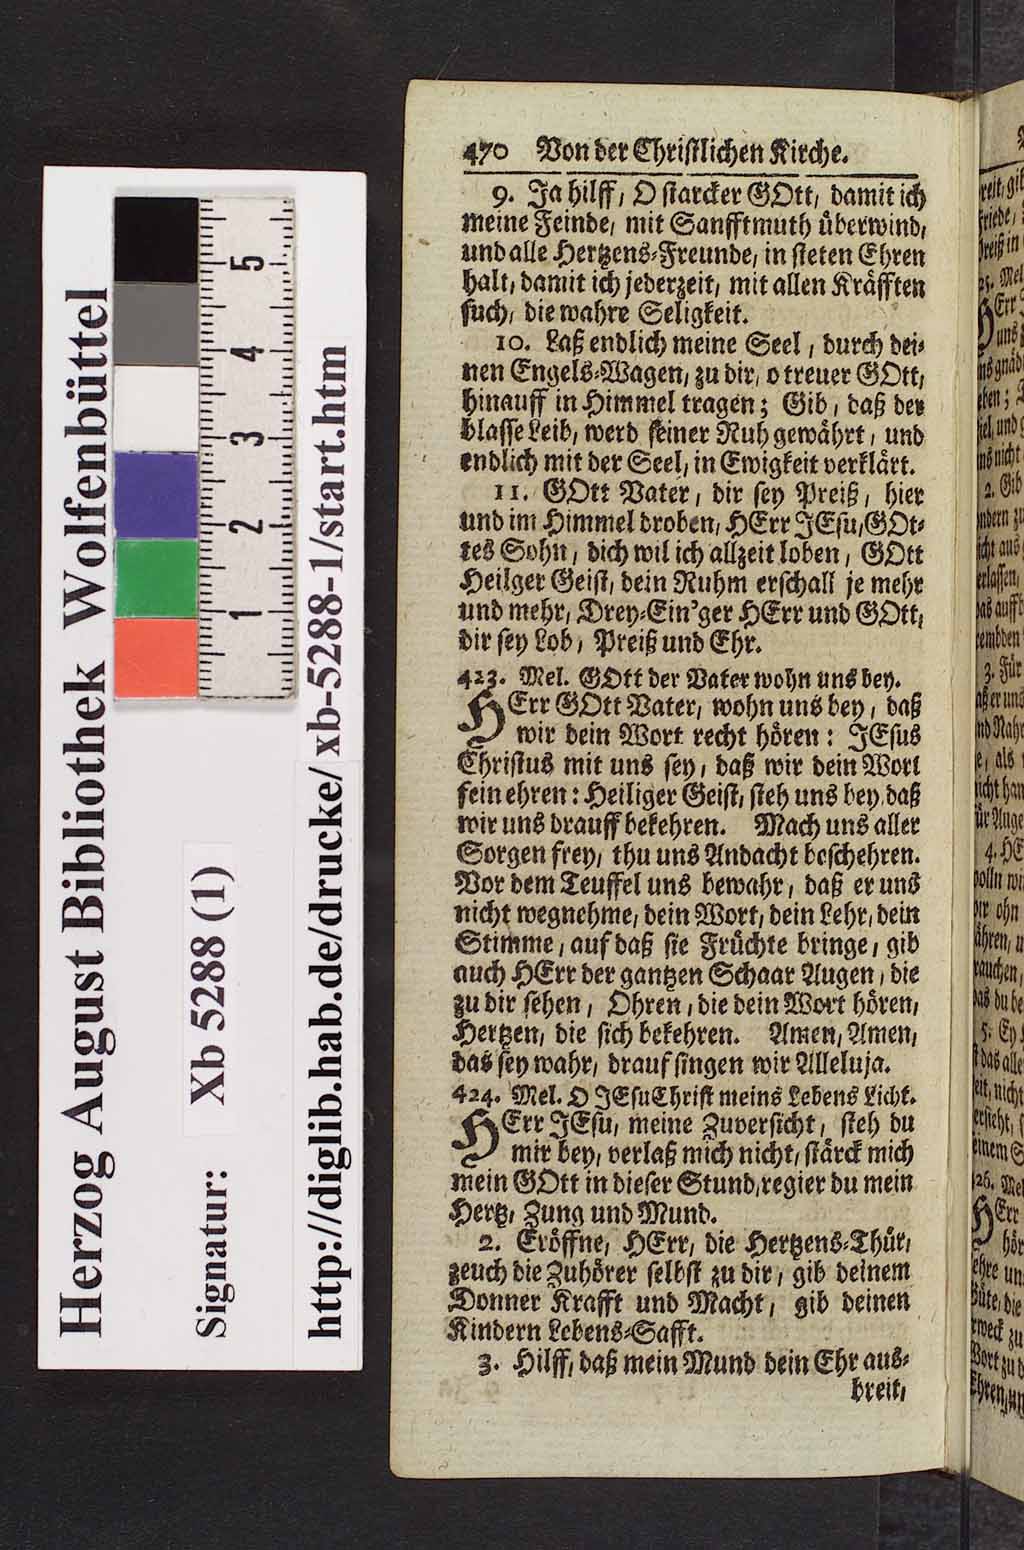 470 Von der Christlichen Kirche.
9. Ja hilff, O starcker GOtt, damit ich
meine Feinde, mit Sanfftmuth überwind,
und alle Hertzens-Freunde, in steten Ehren
halt, damit ich jederzeit, mit allen Kräfften
such, die wahre Seligkeit.
10. Laß endlich meine Seel, durch dei-
nen Engels-Wagen, zu dir, o treuer GOtt,
hinauff in Himmel tragen; Gib, daß der
blasse Leib, werd seiner Ruh gewährt, und
endlich mit der Seel, in Ewigkeit verklärt.
11. GOtt Vater, dir sey Preiß, hier
und im Himmel droben, HErr JEsu, GOt-
tes Sohn, dich wil ich allzeit loben, GOtt
Heilger Geist, dein Ruhm erschall je mehr
und mehr, Drey-Ein'ger HErr und GOtt,
dir sey Lob, Preiß und Ehr.
423. Mel. GOtt der Vater wohn uns bey.
HErr GOtt Vater, wohn uns bey, daß
wir dein Wort recht hören: JEsus
Christus mit uns sey, daß wir dein Wort
fein ehren: Heiliger Geist, steh uns bey, daß
wir uns drauff bekehren. Mach uns aller
Sorgen frey, thu uns Andacht beschehren.
Vor dem Teuffel uns bewahr, daß er uns
nicht wegnehme, dein Wort, dein Lehr, dein
Stimme, auf daß sie Früchte bringe, gib
auch HErr der gantzen Schaar Augen, die
zu dir sehen, Ohren, die dein Wort hören,
Hertzen, die sich bekehren. Amen, Amen,
das sey wahr, drauf singen wir Alleluja.
424. Mel. O JEsu Christ meins Lebens Licht.
HErr JEsu, meine Zuversicht, steh du
mir bey, verlaß mich nicht, stärck mich
mein GOtt in dieser Stund, regier du mein
Hertz, Zung und Mund.
2. Eröffne, HErr, die Hertzens-Thür,
zeuch die Zuhörer selbst zu dir, gib deinem
Donner Krafft und Macht, gib deinen
Kindern Lebens-Safft.
3. Hilff, daß mein Mund dein Ehr aus-
breit,
Herzog August Bibliothek Wolfenbüttel
Signatur: Xb 5288 (1)
http://diglib.hab.de/drucke/ xb-5288-1/start.htm
1 2 3 4 5